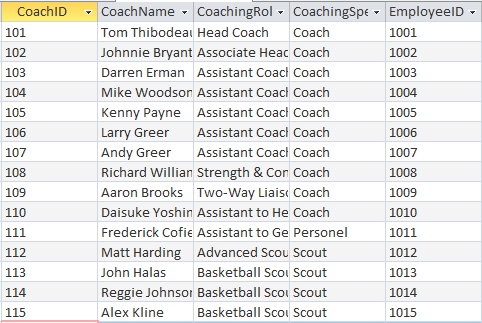 CoachID CoachName CoachingRol CoachingSpe EmployeeID
101 Tom Thibodeau Head Coach Coach 1001
102 Johnnie Bryant Associate Head Coach 1002
103 Darren Erman Assistant Coach Coach 1003
104 Mike Woodson Assistant Coach Coach 1004
105 Kenny Payne Assistant Coach Coach 1005
106 Larry Greer Assistant Coach Coach 1006
107 Andy Greer Assistant Coach Coach 1007
108 Richard William Strength & Con Coach 1008
109 Aaron Brooks Two-Way Liaiso Coach 1009
110 Daisuke Yoshin Assistant to He Coach 1010
111 Frederick Cofie Assistant to Ge Personel 1011
112 Matt Harding Advanced Scou Scout 1012
113 John Halas Basketball Scou Scout 1013
114 Reggie Johnson Basketball Scou Scout 1014
115 Alex Kline Basketball Scou Scout 1015